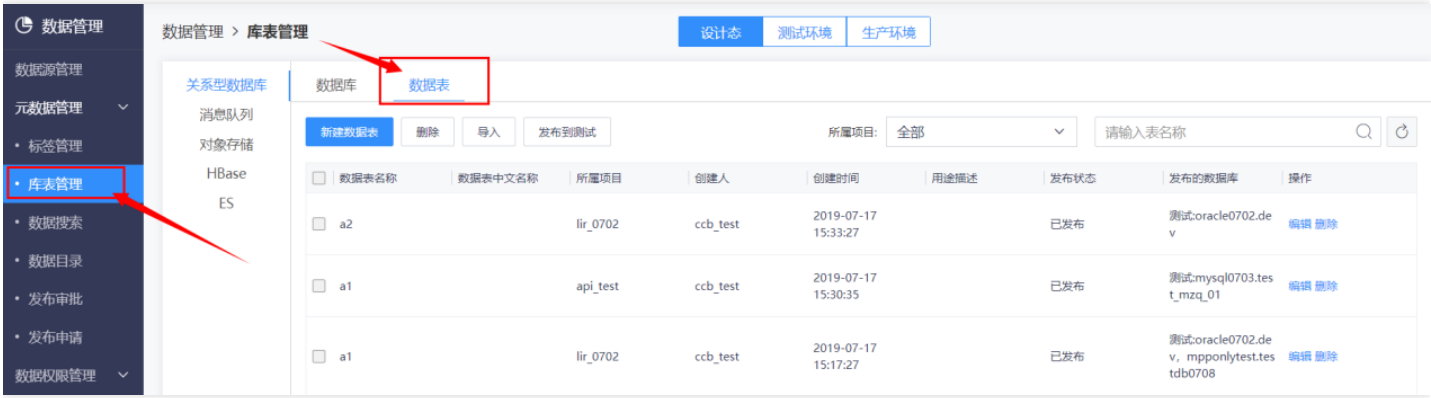 数据管理
数据源管理
元数据管理
• 标签管理
• 库表管理
• 数据搜索
• 数据目录
• 发布审批
• 发布申请
数据权限管理
数据管理 > 库表管理
设计态 测试环境 生产环境
关系型数据库
消息队列
对象存储
HBase
ES
数据库 数据表
新建数据表 删除 导入 发布到测试 所属项目: 全部 请输入表名称
数据表名称 数据表中文名称 所属项目 创建人 创建时间 用途描述 发布状态 发布的数据库 操作
a2 lir_0702 ccb_test 2019-07-17 已发布 测试:oracle0702.de 编辑 删除
15:33:27 v
a1 api_test ccb_test 2019-07-17 已发布 测试:mysql0703.tes 编辑 删除
15:30:35 t_mzq_01
a1 lir_0702 ccb_test 2019-07-17 已发布 测试:oracle0702.de 编辑 删除
15:17:27 v，mpponlytest.tes
tdb0708